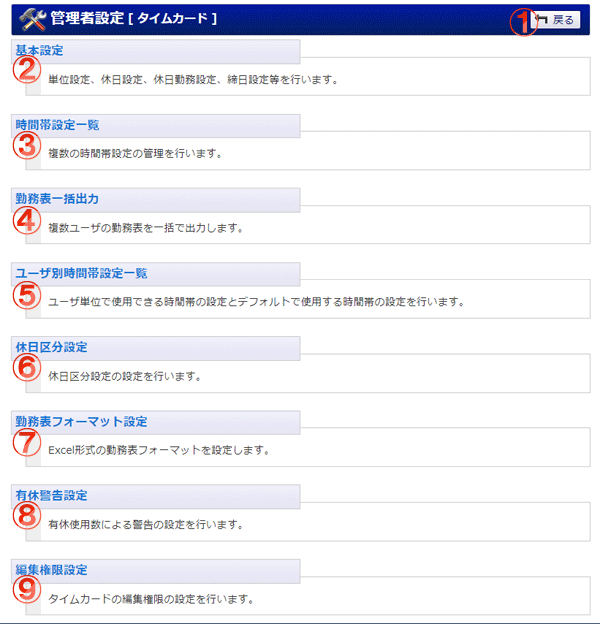 管理者設定 [ タイムカード ]
① 戻る
基本設定
②
単位設定、休日設定、休日勤務設定、締日設定等を行います。
時間帯設定一覧
③
複数の時間帯設定の管理を行います。
勤務表一括出力
④
複数ユーザの勤務表を一括で出力します。
ユーザ別時間帯設定一覧
⑤
ユーザ単位で使用できる時間帯の設定とデフォルトで使用する時間帯の設定を行います。
休日区分設定
⑥
休日区分設定の設定を行います。
勤務表フォーマット設定
⑦
Excel形式の勤務表フォーマットを設定します。
有休警告設定
⑧
有休使用数による警告の設定を行います。
編集権限設定
⑨
タイムカードの編集権限の設定を行います。